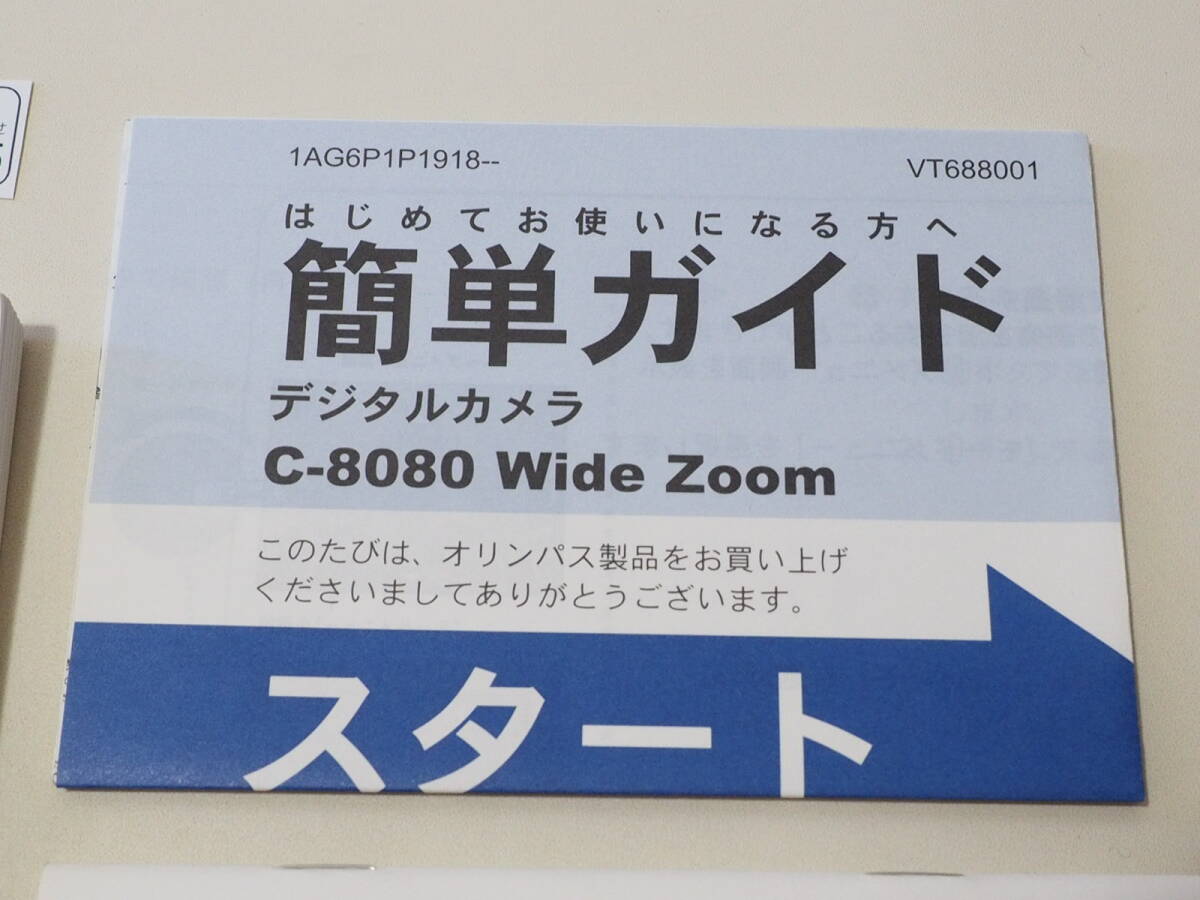 1AG6P1P1918-- VT688001
はじめてお使いになる方へ
簡単ガイド
デジタルカメラ
C-8080 Wide Zoom
このたびは、オリンパス製品をお買い上げ
くださいましてありがとうございます。
スタート